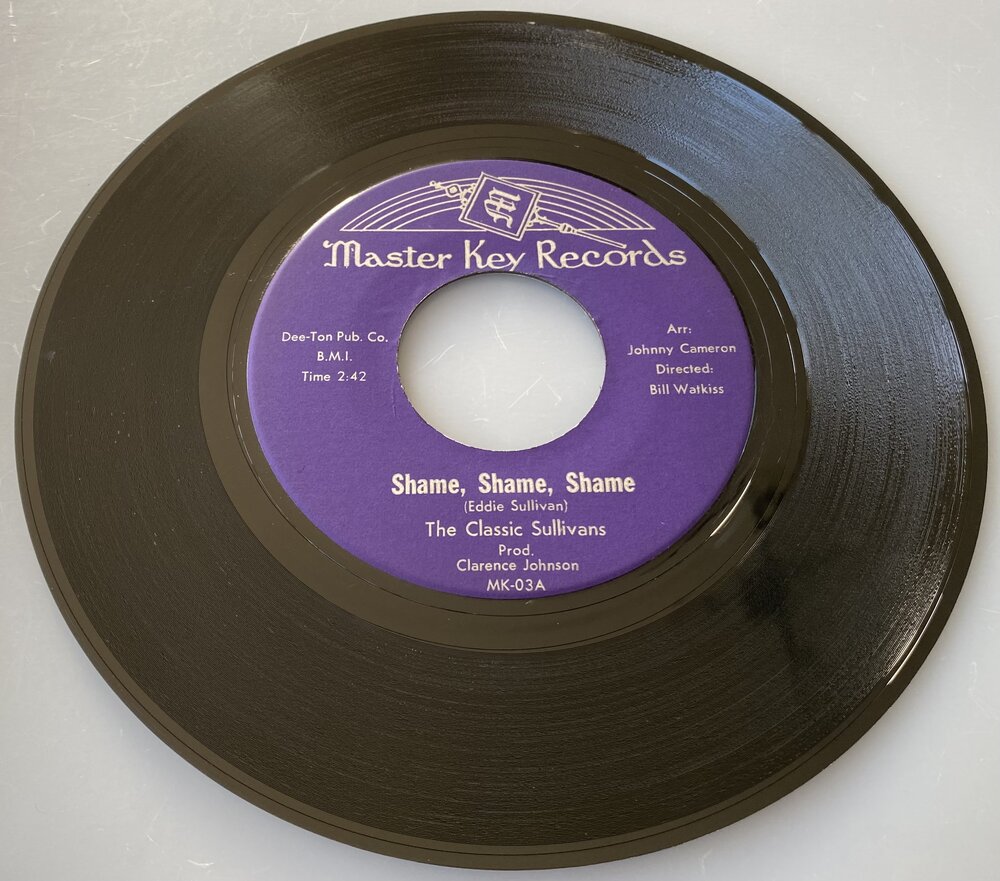 M
Master Key Records
Dee-Ton Pub. Co.
B.M.I.
Time 2:42
Arr:
Johnny Cameron
Directed:
Bill Watkiss
Shame, Shame, Shame
(Eddie Sullivan)
The Classic Sullivans
Prod.
Clarence Johnson
MK-03A